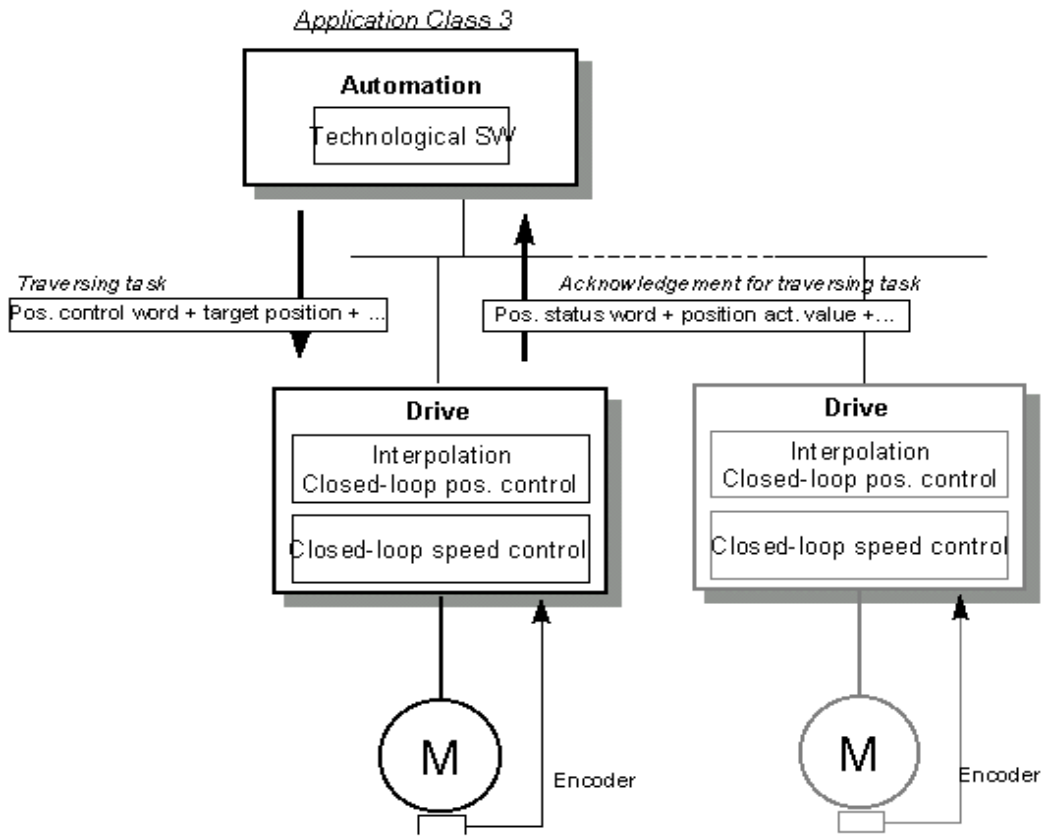 Application Class 3
Automation
Technological SW
Traversing task
Pos. control word + target position + ...
Acknowledgement for traversing task
Pos. status word + position act. value +...
Drive
Interpolation
Closed-loop pos. control
Closed-loop speed control
M
Encoder
Drive
Interpolation
Closed-loop pos. control
Closed-loop speed control
M
Encoder